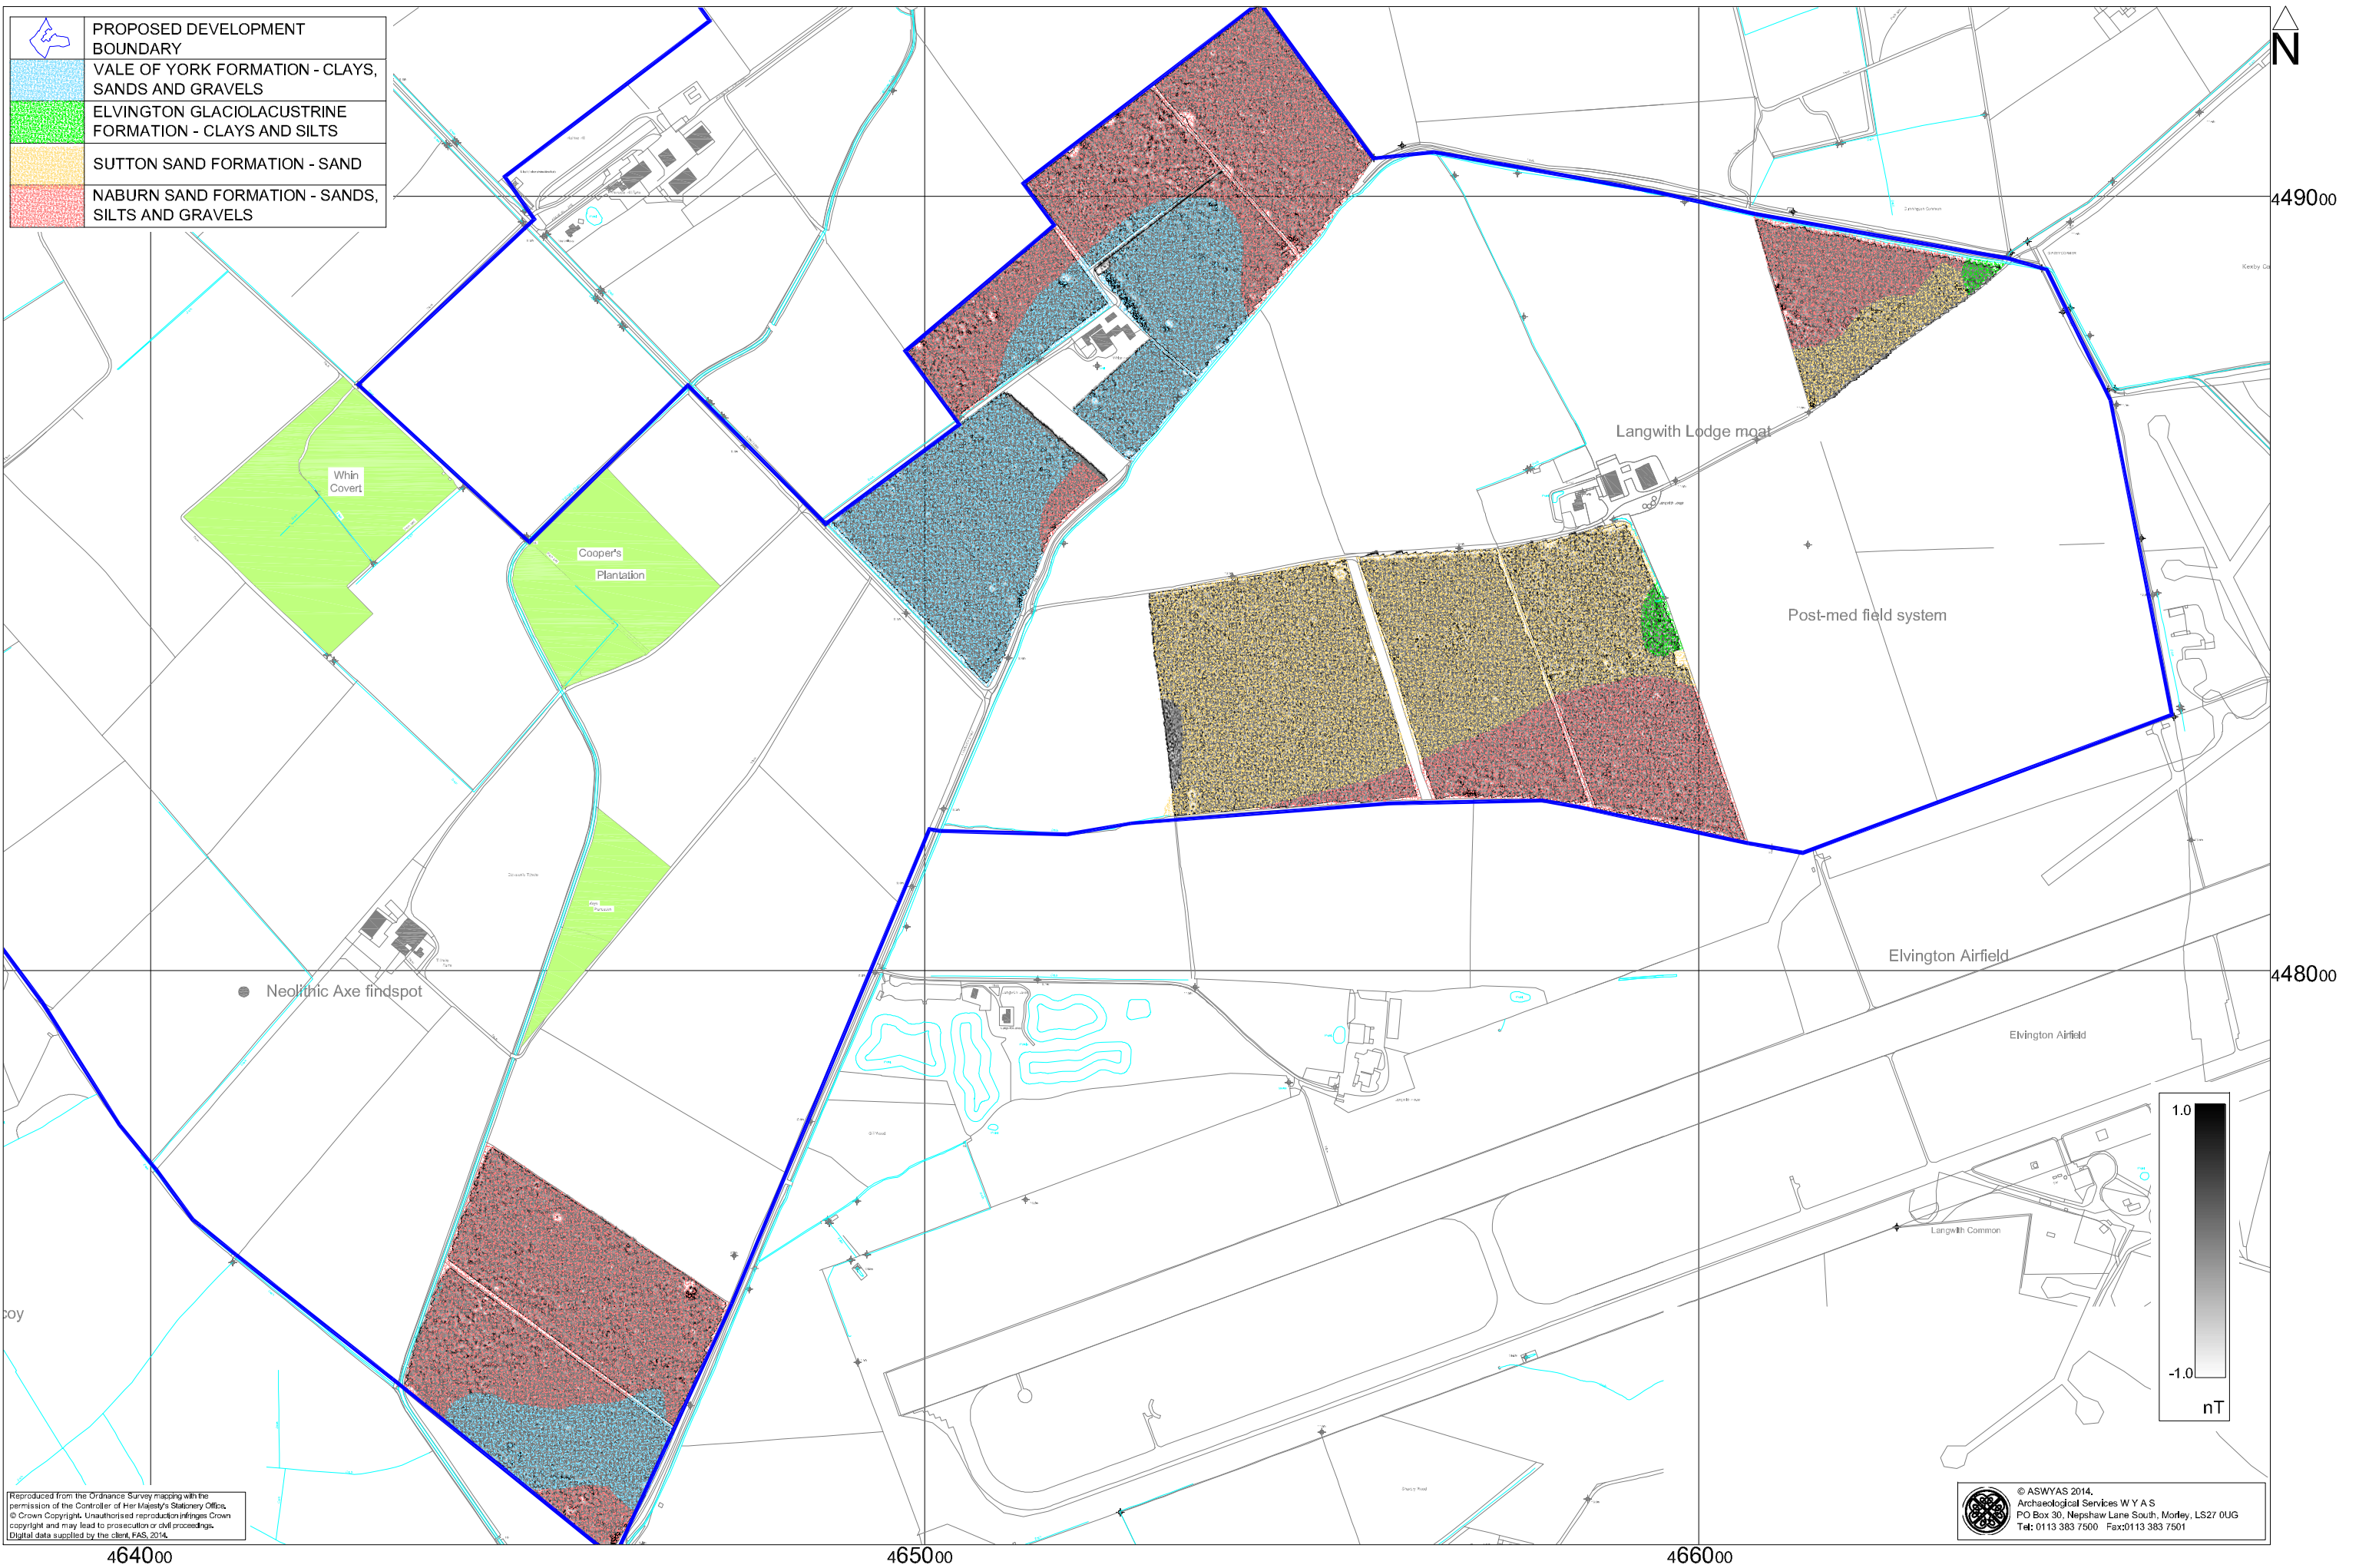 PROPOSED DEVELOPMENT
BOUNDARY
VALE OF YORK FORMATION - CLAYS,
SANDS AND GRAVELS
ELVINGTON GLACIOLACUSTRINE
FORMATION - CLAYS AND SILTS
SUTTON SAND FORMATION - SAND
NABURN SAND FORMATION - SANDS,
SILTS AND GRAVELS
N
449000
Kexby Co
Langwith Lodge moat
Whin
Covert
Cooper's
Plantation
Post-med field system
Elvington Airfield
448000
Neolithic Axe findspot
Elvington Airfield
1.0
Langwith Common
coy
-1.0
nT
Reproduced from the Ordnance Survey mapping with the
permission of the Controller of Her Majesty's Stationery Office.
© Crown Copyright. Unauthorised reproduction infringes Crown
copyright and may lead to prosecution or civil proceedings.
Digital data supplied by the client, FAS, 2014.
© ASWYAS 2014.
Archaeological Services W Y A S
PO Box 30, Nepshaw Lane South, Morley, LS27 0UG
Tel: 0113 383 7500 Fax:0113 383 7501
464000
465000
466000